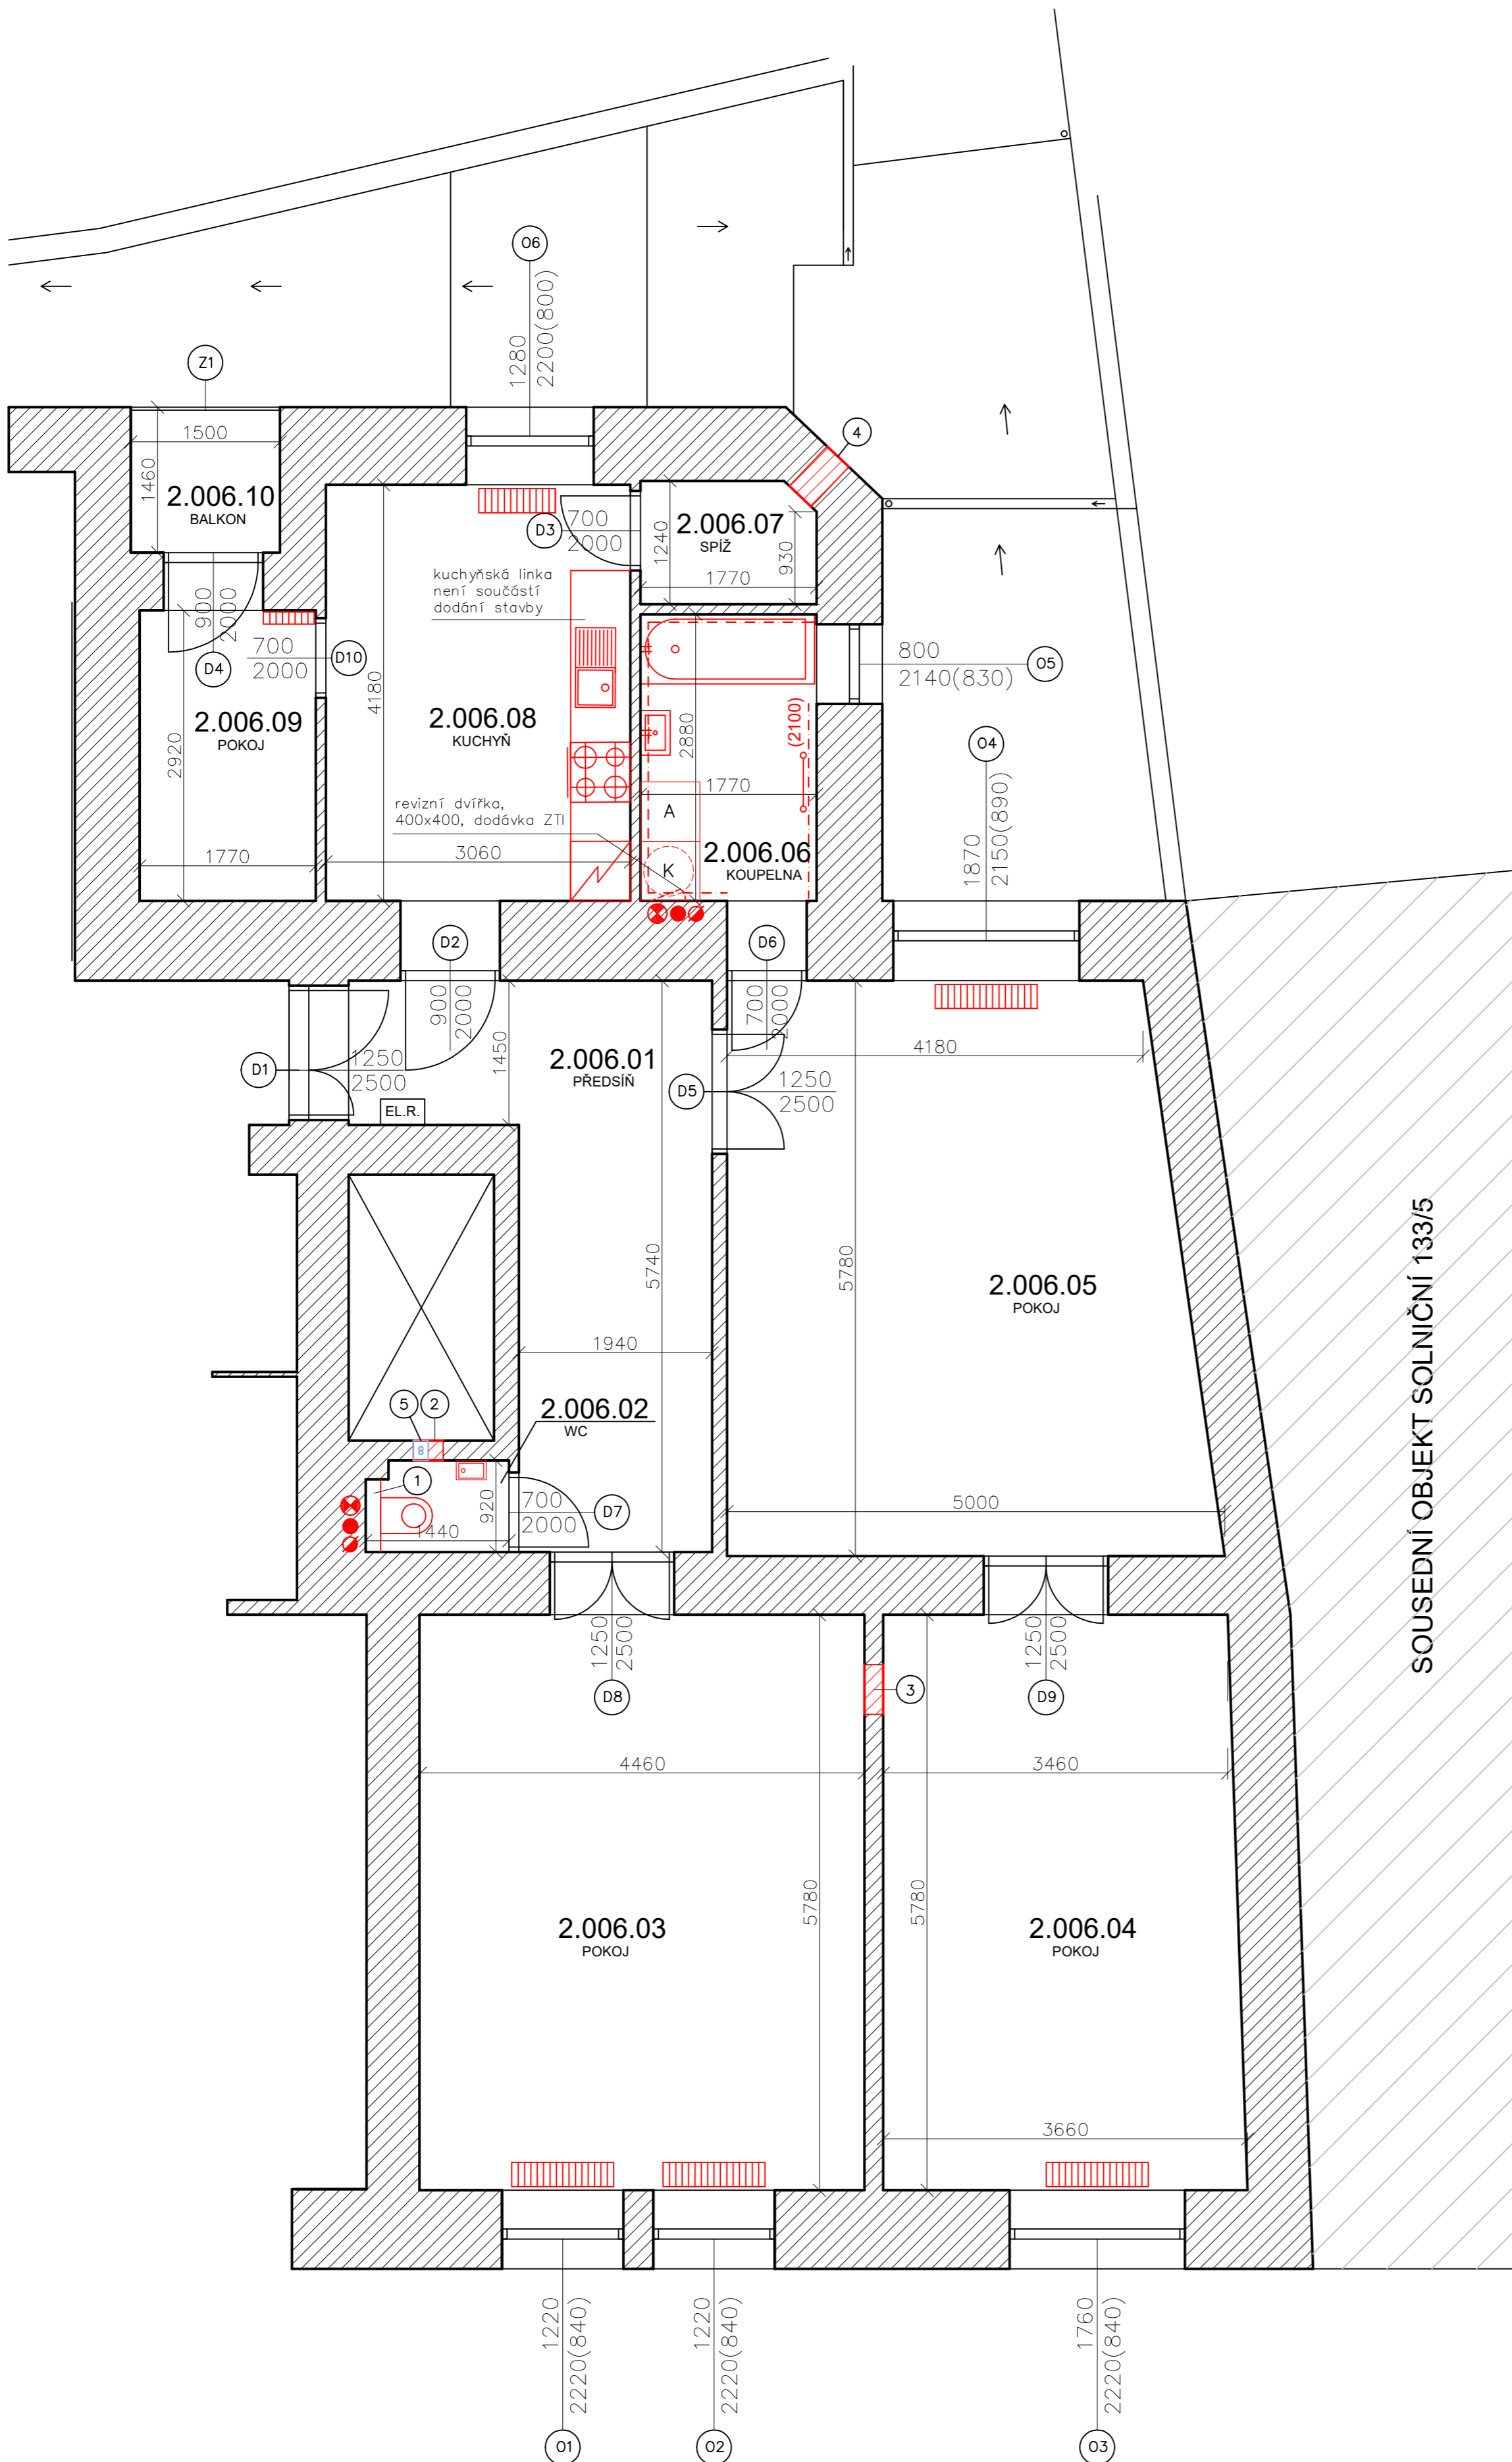 O6
1280
2200(800)
Z1
1500
1460
2.006.10
BALKON
4
D3
700
2000
1240
2.006.07
SPÍŽ
930
1770
kuchyňská linka
není součástí
dodání stavby
900
2000
D4
700
2000
D10
800
2140(830)
O5
2.006.09
POKOJ
2920
4180
2.006.08
KUCHYŇ
2880
(2100)
O4
1870
2150(890)
1770
revizní dvířka,
400x400, dodávka ZTI
A
K
2.006.06
KOUPELNA
1770
3060
D2
900
2000
D6
700
2000
1450
D1
1250
2500
EL.R.
2.006.01
PŘEDSÍŇ
D5
1250
2500
4180
5740
5780
2.006.05
POKOJ
SOUSEDNÍ OBJEKT SOLNIČNÍ 133/5
1940
5
2
8
2.006.02
WC
1
920
1440
700
2000
D7
5000
1250
2500
D8
1250
2500
D9
3
4460
3460
5780
5780
2.006.03
POKOJ
2.006.04
POKOJ
3660
1220
2220(840)
O1
1220
2220(840)
O2
1760
2220(840)
O3